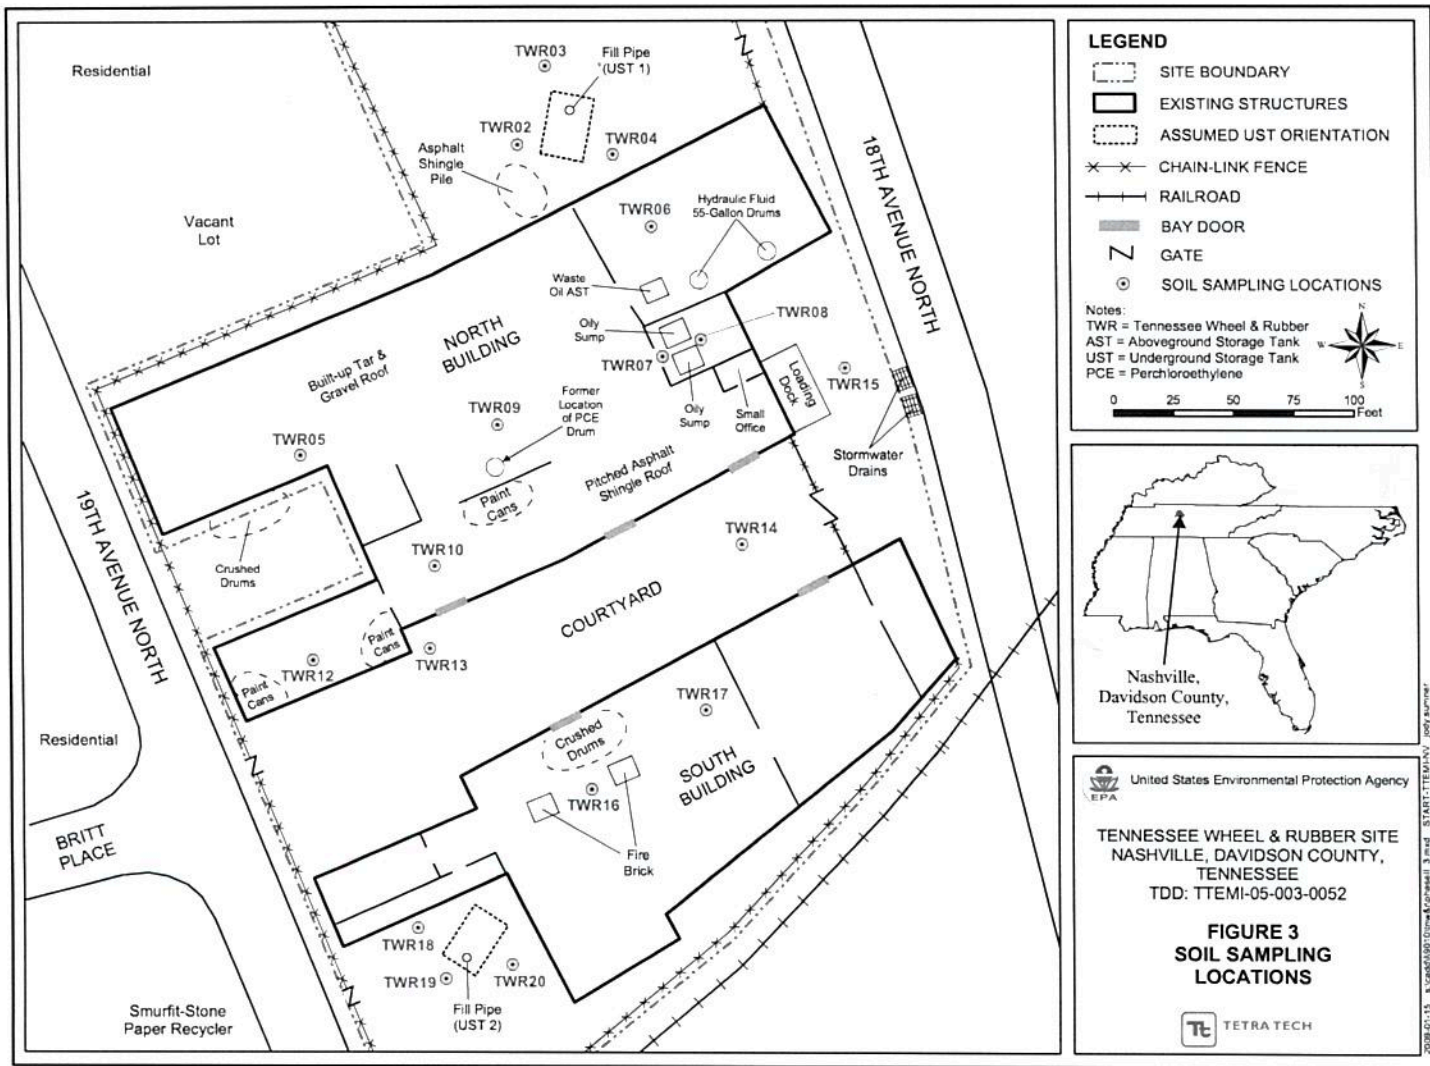 Residential
TWR03
Fill Pipe
(UST 1)
TWR02
TWR04
Asphalt
Shingle
Pile
18TH AVENUE NORTH
Vacant
Lot
TWR06
Hydraulic Fluid
55-Gallon Drums
Waste
Oil AST
Oily
Sump
TWR08
NORTH
BUILDING
TWR07
Built-up Tar &
Gravel Roof
Former
Location
of PCE
Drum
TWR09
Oily
Sump
Small
Office
Loading
Dock
TWR15
TWR05
Stormwater
Drains
Pitched Asphalt
Shingle Roof
Paint
Cans
19TH AVENUE NORTH
Crushed
Drums
TWR10
TWR14
COURTYARD
Paint
Cans
TWR13
TWR12
Paint
Cans
TWR17
Residential
Crushed
Drums
SOUTH
BUILDING
TWR16
BRITT
PLACE
Fire
Brick
TWR18
TWR19
TWR20
Fill Pipe
(UST 2)
Smurfit-Stone
Paper Recycler
LEGEND
SITE BOUNDARY
EXISTING STRUCTURES
ASSUMED UST ORIENTATION
CHAIN-LINK FENCE
RAILROAD
BAY DOOR
GATE
SOIL SAMPLING LOCATIONS
Notes:
TWR = Tennessee Wheel & Rubber
AST = Aboveground Storage Tank
UST = Underground Storage Tank
PCE = Perchloroethylene
N
W E
S
0 25 50 75 100
Feet
Nashville,
Davidson County,
Tennessee
EPA
United States Environmental Protection Agency
TENNESSEE WHEEL & RUBBER SITE
NASHVILLE, DAVIDSON COUNTY,
TENNESSEE
TDD: TTEMI-05-003-0052
FIGURE 3
SOIL SAMPLING
LOCATIONS
Tt TETRA TECH
2008-01-15